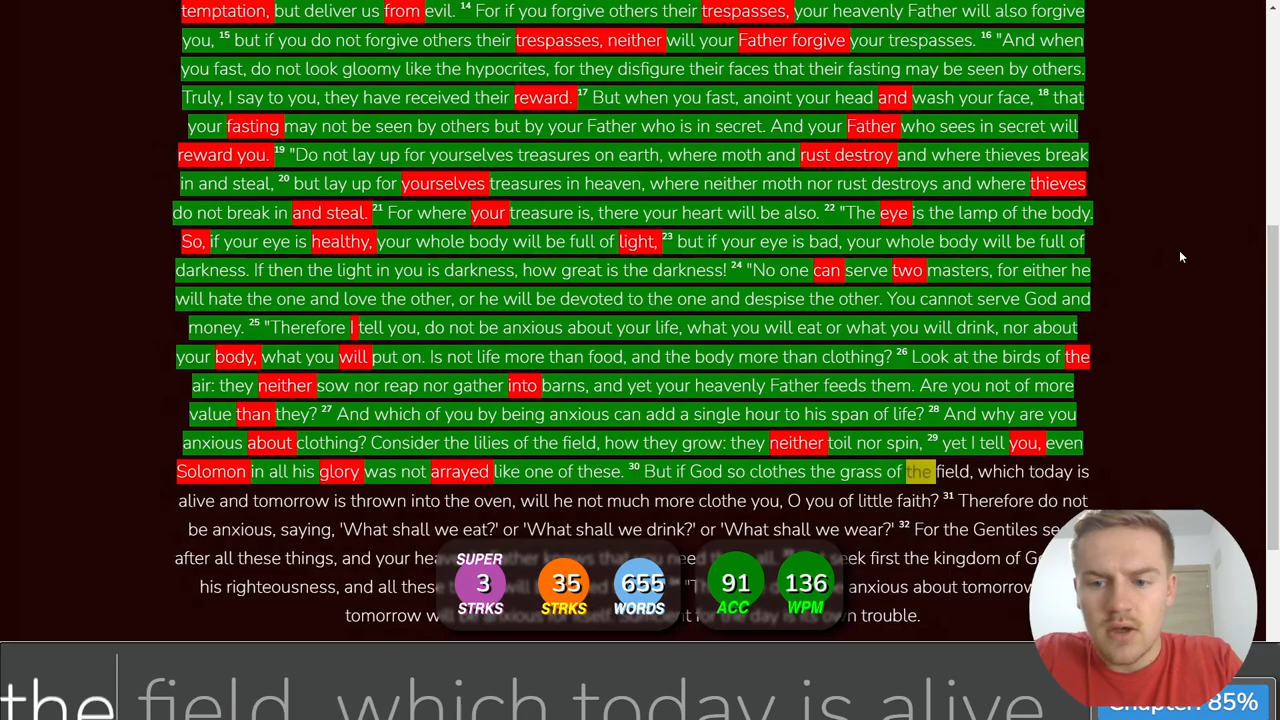 temptation, but deliver us from evil. 14 For if you forgive others their trespasses, your heavenly Father will also forgive
you, 15 but if you do not forgive others their trespasses, neither will your Father forgive your trespasses. 16 "And when
you fast, do not look gloomy like the hypocrites, for they disfigure their faces that their fasting may be seen by others.
Truly, I say to you, they have received their reward. 17 But when you fast, anoint your head and wash your face, 18 that
your fasting may not be seen by others but by your Father who is in secret. And your Father who sees in secret will
reward you. 19 "Do not lay up for yourselves treasures on earth, where moth and rust destroy and where thieves break
in and steal, 20 but lay up for yourselves treasures in heaven, where neither moth nor rust destroys and where thieves
do not break in and steal. 21 For where your treasure is, there your heart will be also. 22 "The eye is the lamp of the body.
So, if your eye is healthy, your whole body will be full of light, 23 but if your eye is bad, your whole body will be full of
darkness. If then the light in you is darkness, how great is the darkness! 24 "No one can serve two masters, for either he
will hate the one and love the other, or he will be devoted to the one and despise the other. You cannot serve God and
money. 25 "Therefore I tell you, do not be anxious about your life, what you will eat or what you will drink, nor about
your body, what you will put on. Is not life more than food, and the body more than clothing? 26 Look at the birds of the
air: they neither sow nor reap nor gather into barns, and yet your heavenly Father feeds them. Are you not of more
value than they? 27 And which of you by being anxious can add a single hour to his span of life? 28 And why are you
anxious about clothing? Consider the lilies of the field, how they grow: they neither toil nor spin, 29 yet I tell you, even
Solomon in all his glory was not arrayed like one of these. 30 But if God so clothes the grass of the field, which today is
alive and tomorrow is thrown into the oven, will he not much more clothe you, O you of little faith? 31 Therefore do not
be anxious, saying, 'What shall we eat?' or 'What shall we drink?' or 'What shall we wear?' 32 For the Gentiles
after all these things, and your need seek first the kingdom of
his righteousness, and all these anxious about tomorrow
tomorrow for the day is own trouble.
SUPER 3 STRKS
35 STRKS
655 WORDS
91 ACC
136 WPM
the field, which today is alive
Chapter: 85%